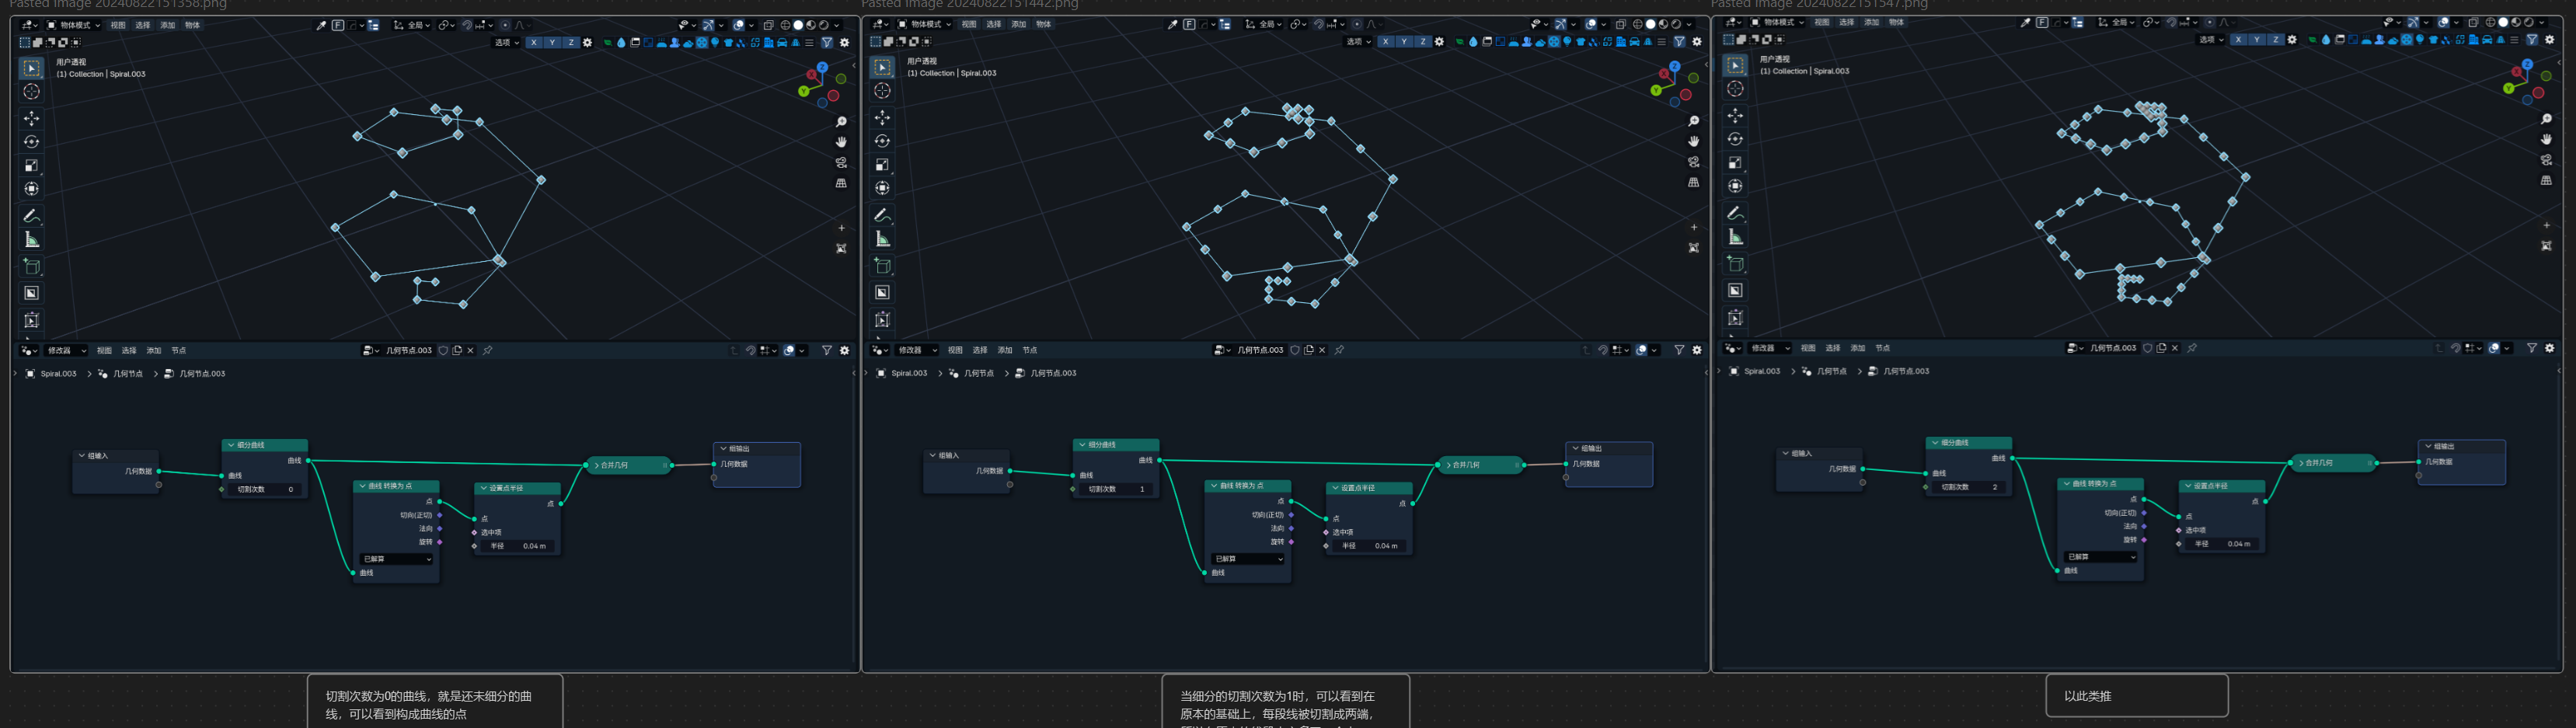 Pasted Image 20240822151358.png
物体模式 视图 选择 添加 物体
全局
选项 X Y Z
用户透视
(1) Collection | Spiral.003
修改器 视图 选择 添加 节点
几何节点.003
Spiral.003 > 几何节点 > 几何节点.003
组输入
几何数据
细分曲线
曲线
曲线
切割次数 0
曲线 转换为 点
点
切向(正切)
法向
旋转
已解算
曲线
设置点半径
点
点
选中项
半径 0.04 m
合并几何
组输出
几何数据
切割次数为0的曲线，就是还未细分的曲
线，可以看到构成曲线的点
Pasted Image 20240822151442.png
物体模式 视图 选择 添加 物体
全局
选项 X Y Z
用户透视
(1) Collection | Spiral.003
修改器 视图 选择 添加 节点
几何节点.003
Spiral.003 > 几何节点 > 几何节点.003
组输入
几何数据
细分曲线
曲线
曲线
切割次数 1
曲线 转换为 点
点
切向(正切)
法向
旋转
已解算
曲线
设置点半径
点
点
选中项
半径 0.04 m
合并几何
组输出
几何数据
当细分的切割次数为1时，可以看到在
原本的基础上，每段线被切割成两端，
Pasted Image 20240822151547.png
物体模式 视图 选择 添加 物体
全局
选项 X Y Z
用户透视
(1) Collection | Spiral.003
修改器 视图 选择 添加 节点
几何节点.003
Spiral.003 > 几何节点 > 几何节点.003
组输入
几何数据
细分曲线
曲线
曲线
切割次数 2
曲线 转换为 点
点
切向(正切)
法向
旋转
已解算
曲线
设置点半径
点
点
选中项
半径 0.04 m
合并几何
组输出
几何数据
以此类推